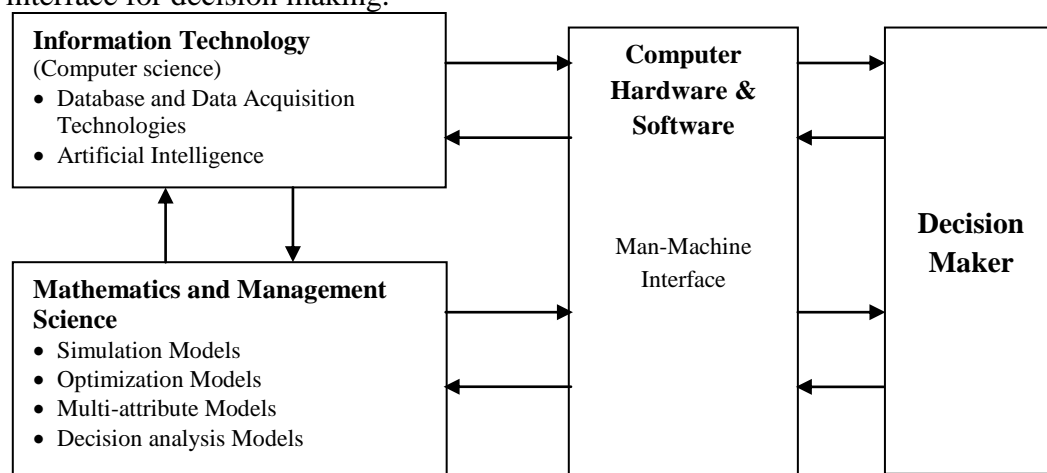 interface for decision making.
Information Technology
(Computer science)
• Database and Data Acquisition
Technologies
• Artificial Intelligence
Mathematics and Management
Science
• Simulation Models
• Optimization Models
• Multi-attribute Models
• Decision analysis Models
Computer
Hardware &
Software
Man-Machine
Interface
Decision
Maker